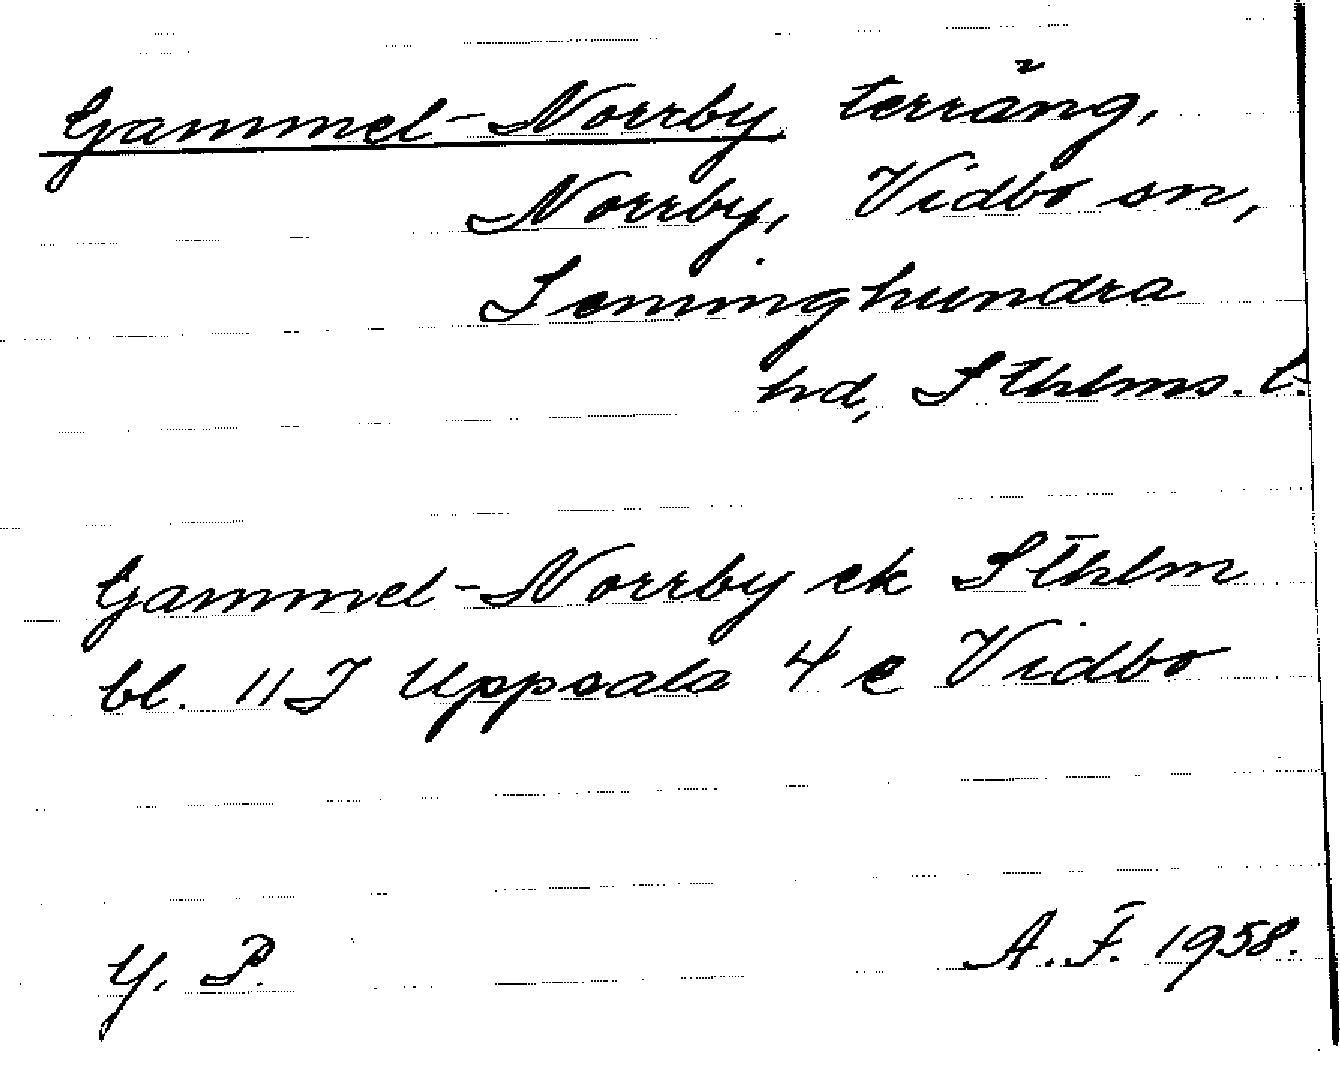 Gammel-Norrby terräng,
Norrby, Vidbo sn,
Seminghundra
hd, Sthlms. l.
Gammel-Norrby ek Sthlm
bl. 11 I Uppsala 4 e Vidbo
G. P. A. F. 1958.